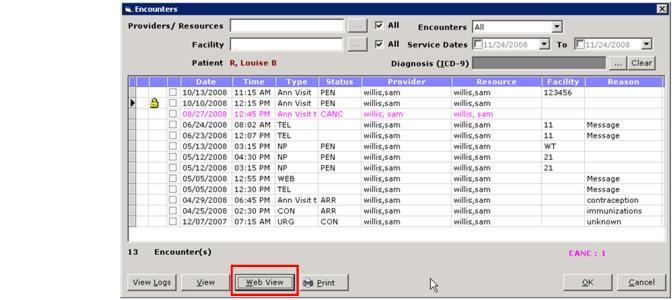 Encounters
Providers/ Resources ... All Encounters All
Facility ... All Service Dates 11/24/2008 To 11/24/2008
Patient R, Louise B Diagnosis (ICD-9) ... Clear
Date Time Type Status Provider Resource Facility Reason
10/13/2008 11:15 AM Ann Visit PEN willis,sam willis,sam 123456
10/10/2008 12:15 PM Ann Visit PEN willis,sam willis,sam
08/27/2008 12:45 PM Ann Visit t CANC willis, sam willis, sam
06/24/2008 08:02 AM TEL willis,sam willis,sam 11 Message
06/23/2008 12:07 PM TEL willis,sam willis,sam 11 Message
05/13/2008 03:15 PM NP PEN willis,sam willis,sam WT
05/12/2008 04:30 PM NP PEN willis,sam willis,sam 21
05/12/2008 03:15 PM NP PEN willis,sam willis,sam 21
05/05/2008 12:55 PM WEB willis,sam willis,sam Message
05/05/2008 12:30 PM TEL willis,sam willis,sam Message
04/29/2008 06:45 PM Ann Visit t ARR willis,sam willis,sam contraception
04/25/2008 02:30 PM CON ARR willis,sam willis,sam immunizations
12/07/2007 07:15 AM URG CON willis,sam willis,sam unknown
13 Encounter(s) CANC : 1
View Logs View Web View Print OK Cancel